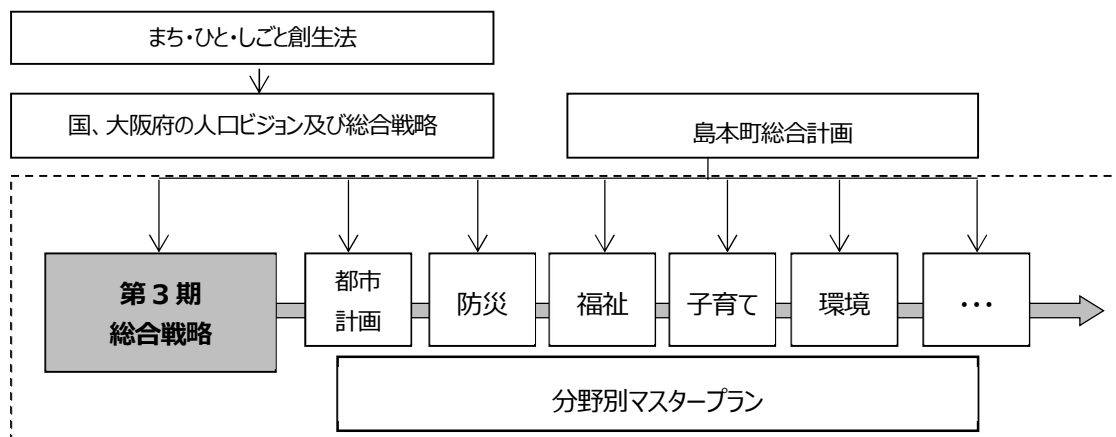 まち・ひと・しごと創生法
国、大阪府の人口ビジョン及び総合戦略
島本町総合計画
第３期
総合戦略
都市
計画
防災
福祉
子育て
環境
・・・
分野別マスタープラン